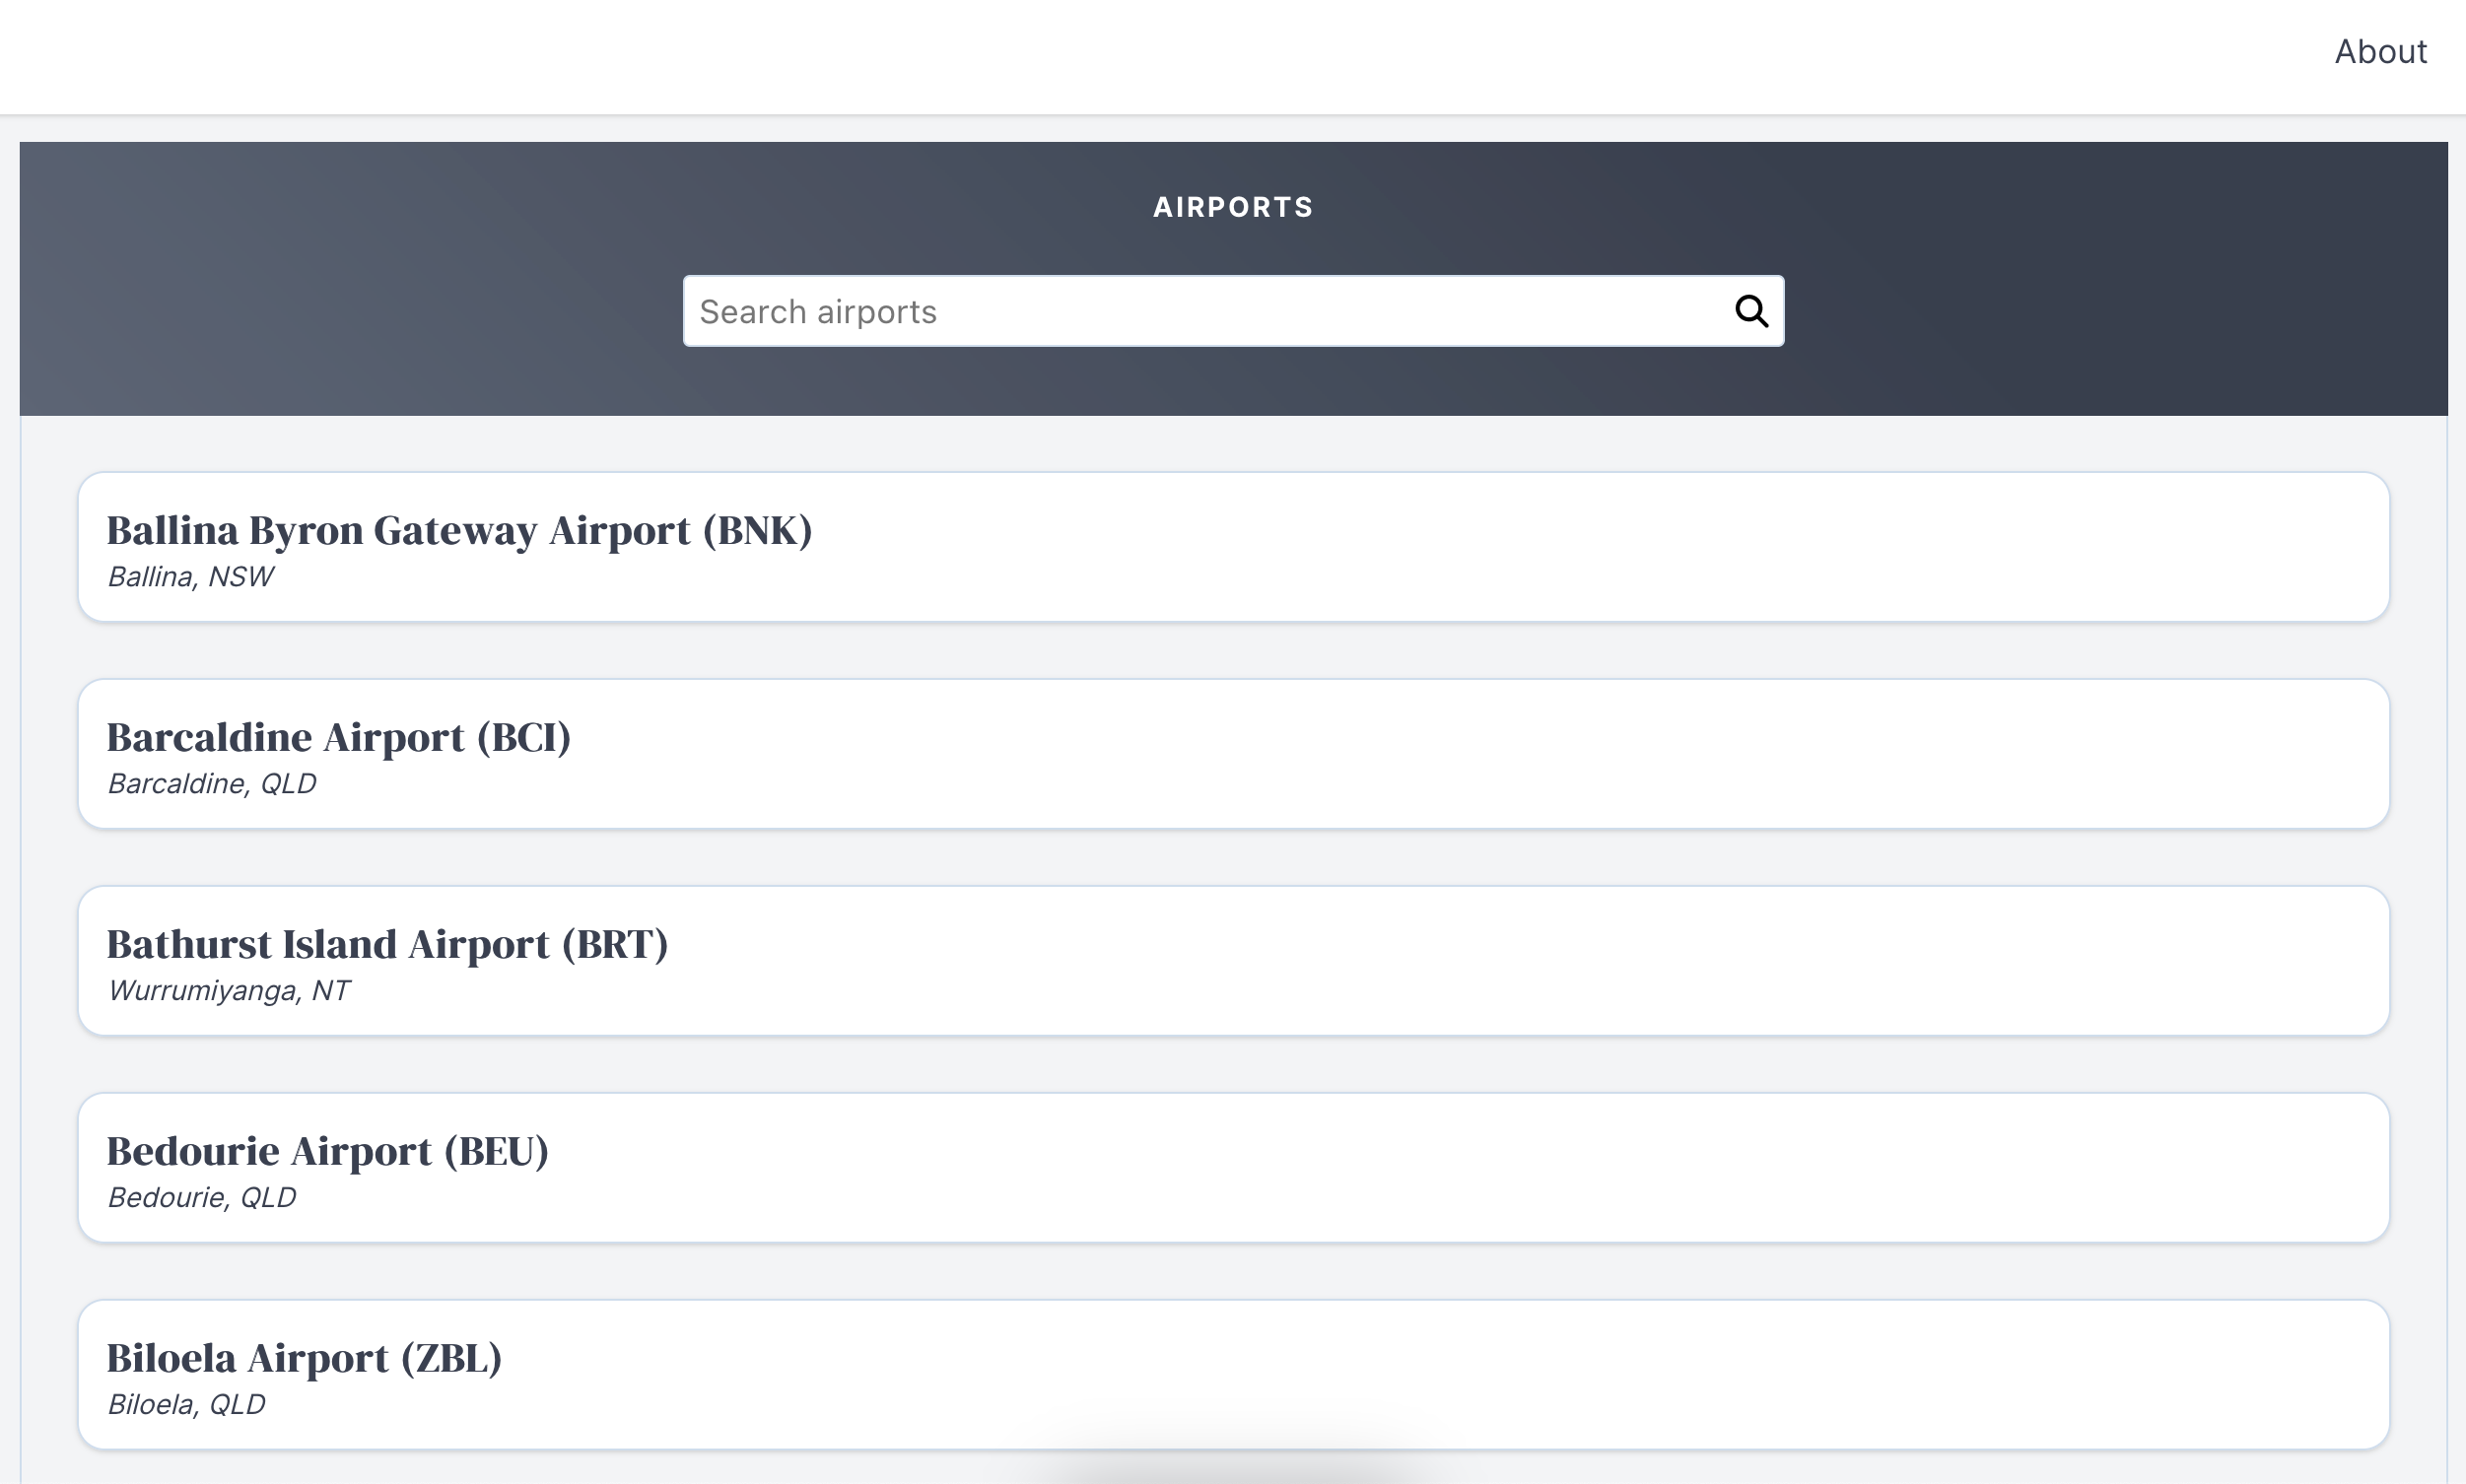 About
AIRPORTS
Search airports
Ballina Byron Gateway Airport (BNK)
Ballina, NSW
Barcaldine Airport (BCI)
Barcaldine, QLD
Bathurst Island Airport (BRT)
Wurrumiyanga, NT
Bedourie Airport (BEU)
Bedourie, QLD
Biloela Airport (ZBL)
Biloela, QLD